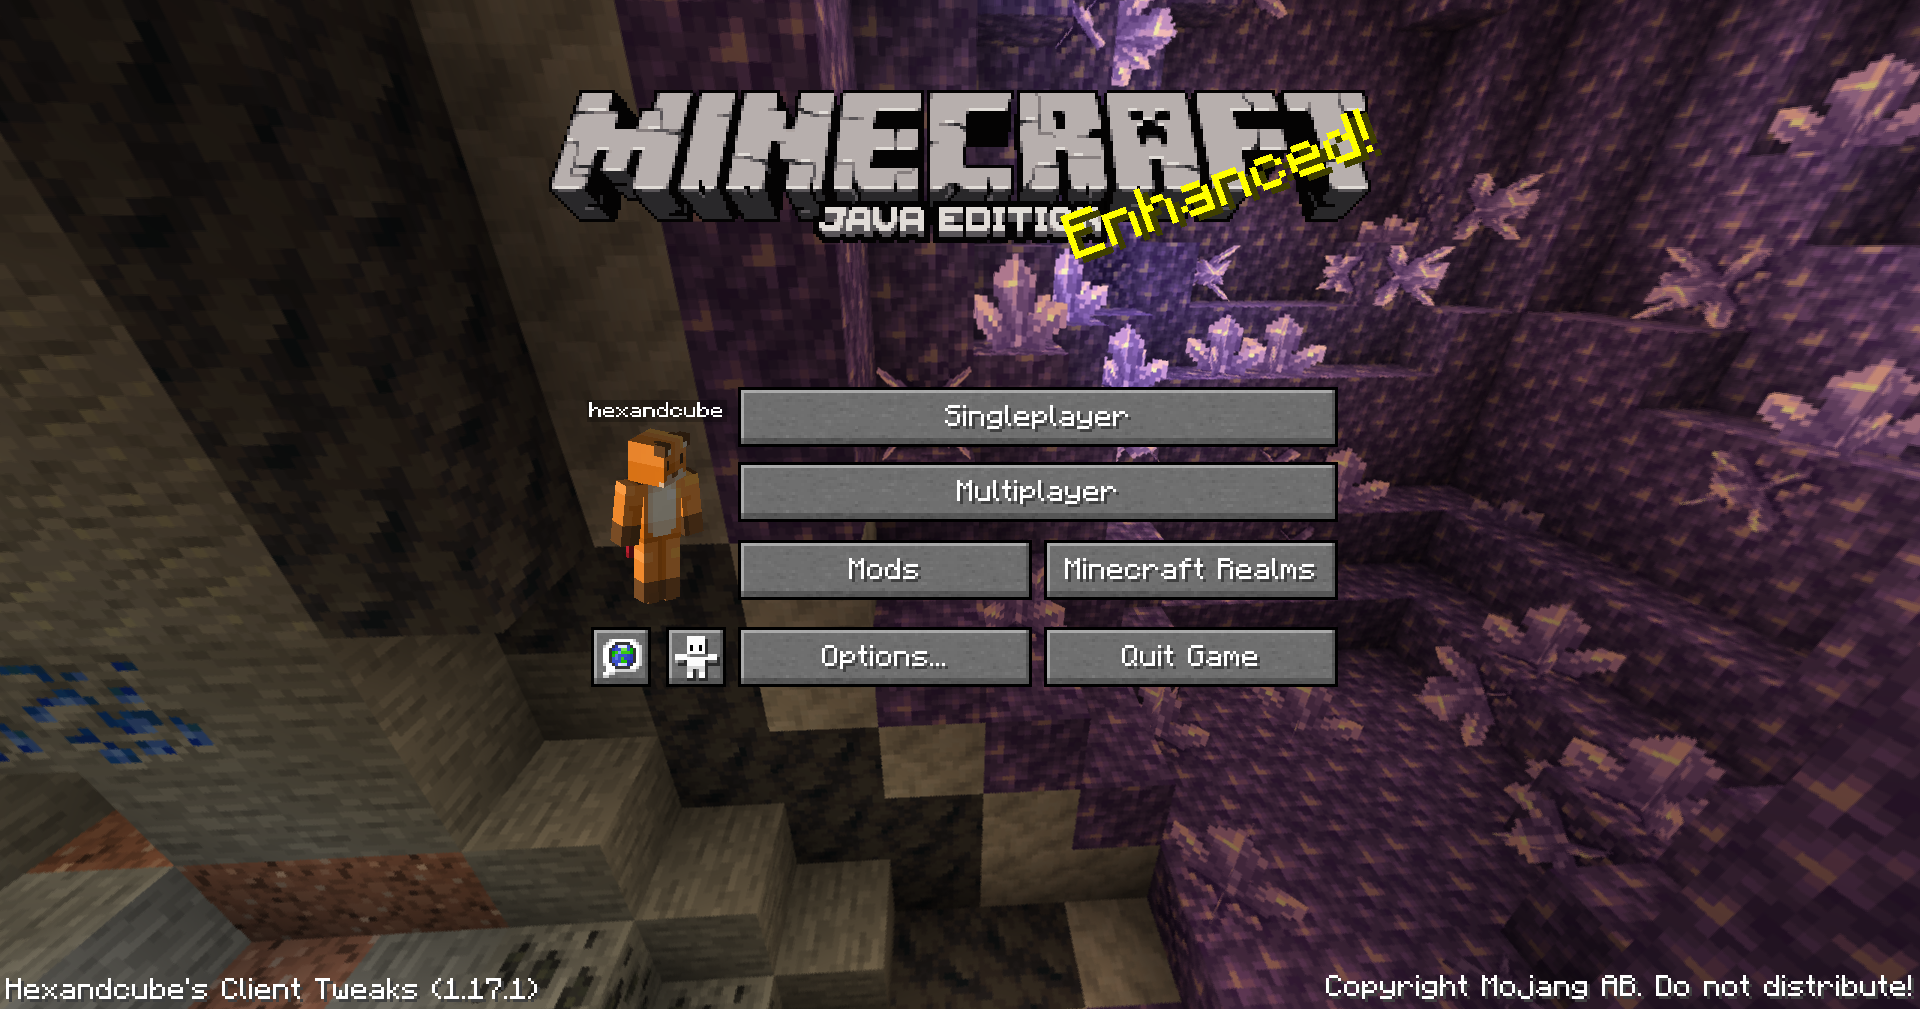 MINECRAFT
JAVA EDITION
Enhanced!
hexandcube
Singleplayer
Multiplayer
Mods
Minecraft Realms
Options...
Quit Game
Hexandcube's Client Tweaks (1.17.1)
Copyright Mojang AB. Do not distribute!